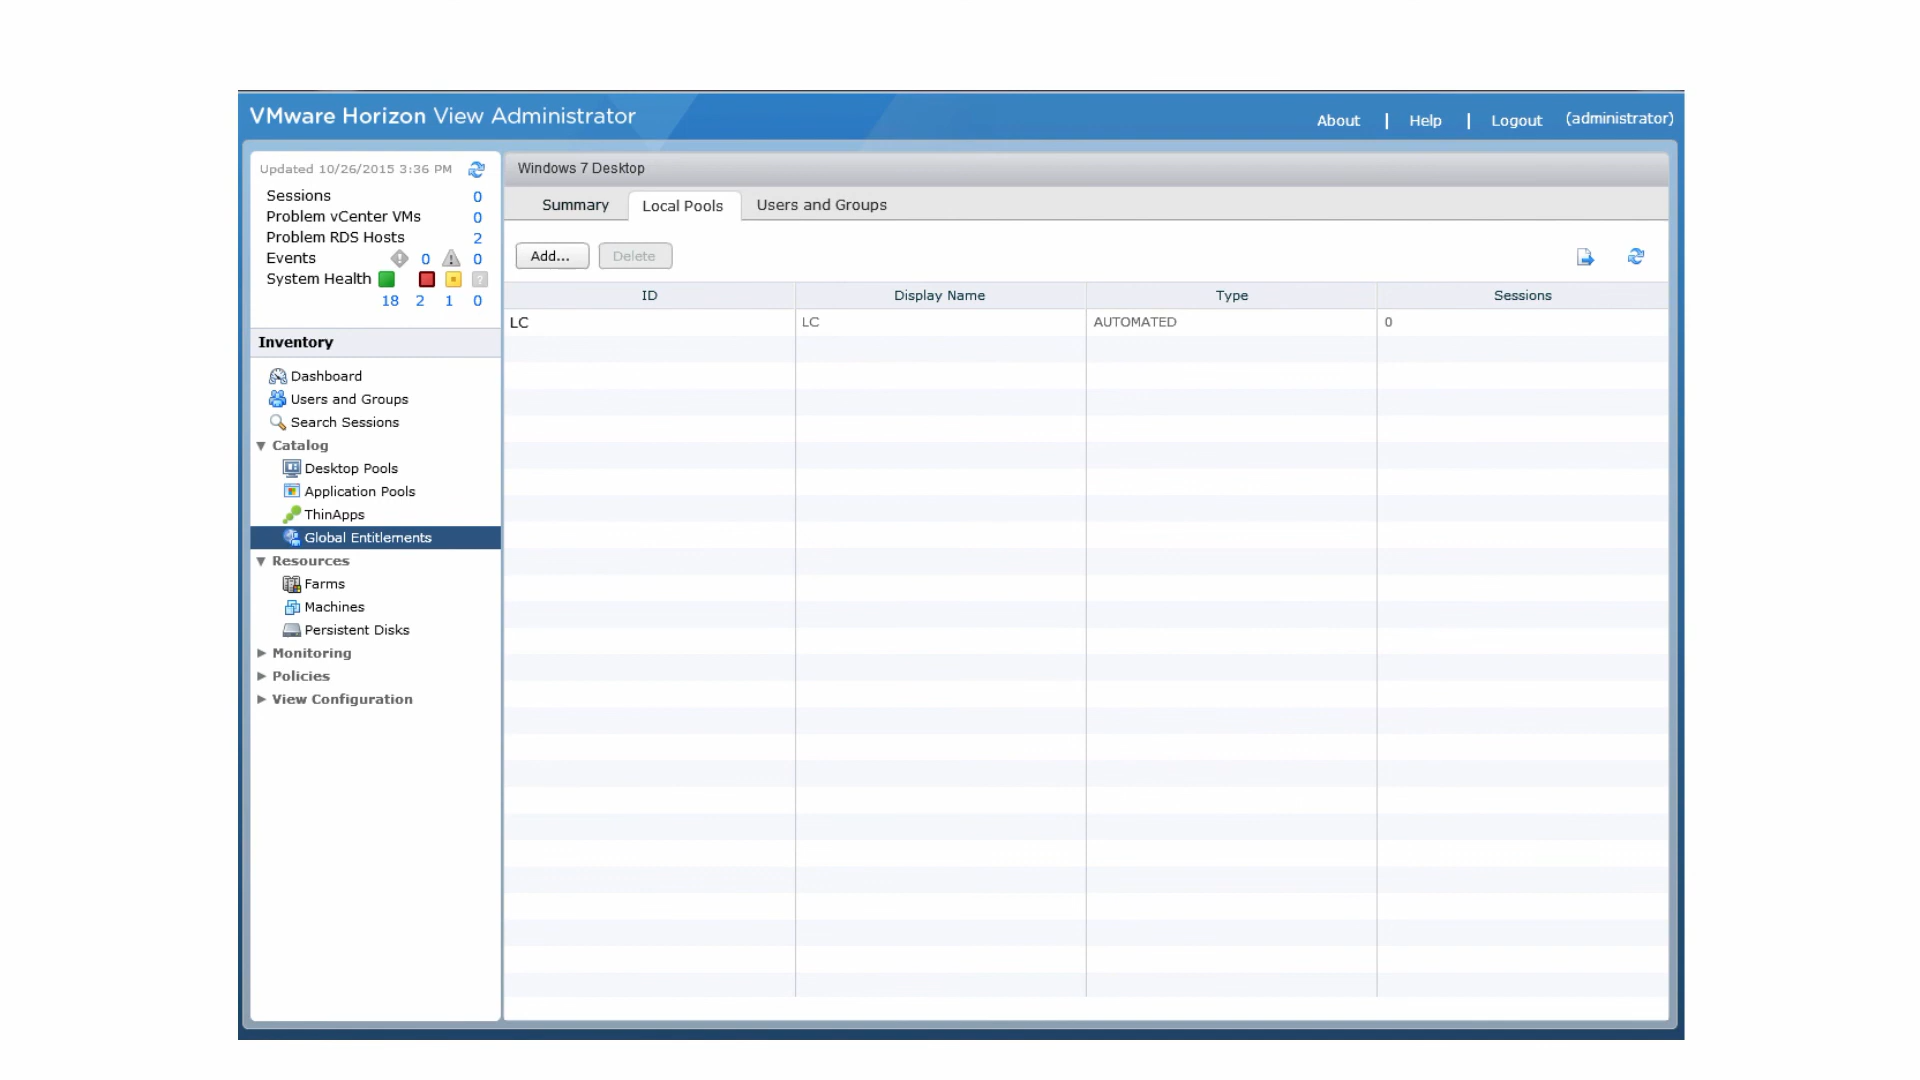 VMware Horizon View Administrator
About | Help | Logout (administrator)
Updated 10/26/2015 3:36 PM
Sessions 0
Problem vCenter VMs 0
Problem RDS Hosts 2
Events 0 0
System Health
18 2 1 0
Inventory
Dashboard
Users and Groups
Search Sessions
Catalog
Desktop Pools
Application Pools
ThinApps
Global Entitlements
Resources
Farms
Machines
Persistent Disks
Monitoring
Policies
View Configuration
Windows 7 Desktop
Summary Local Pools Users and Groups
Add... Delete
ID Display Name Type Sessions
LC LC AUTOMATED 0